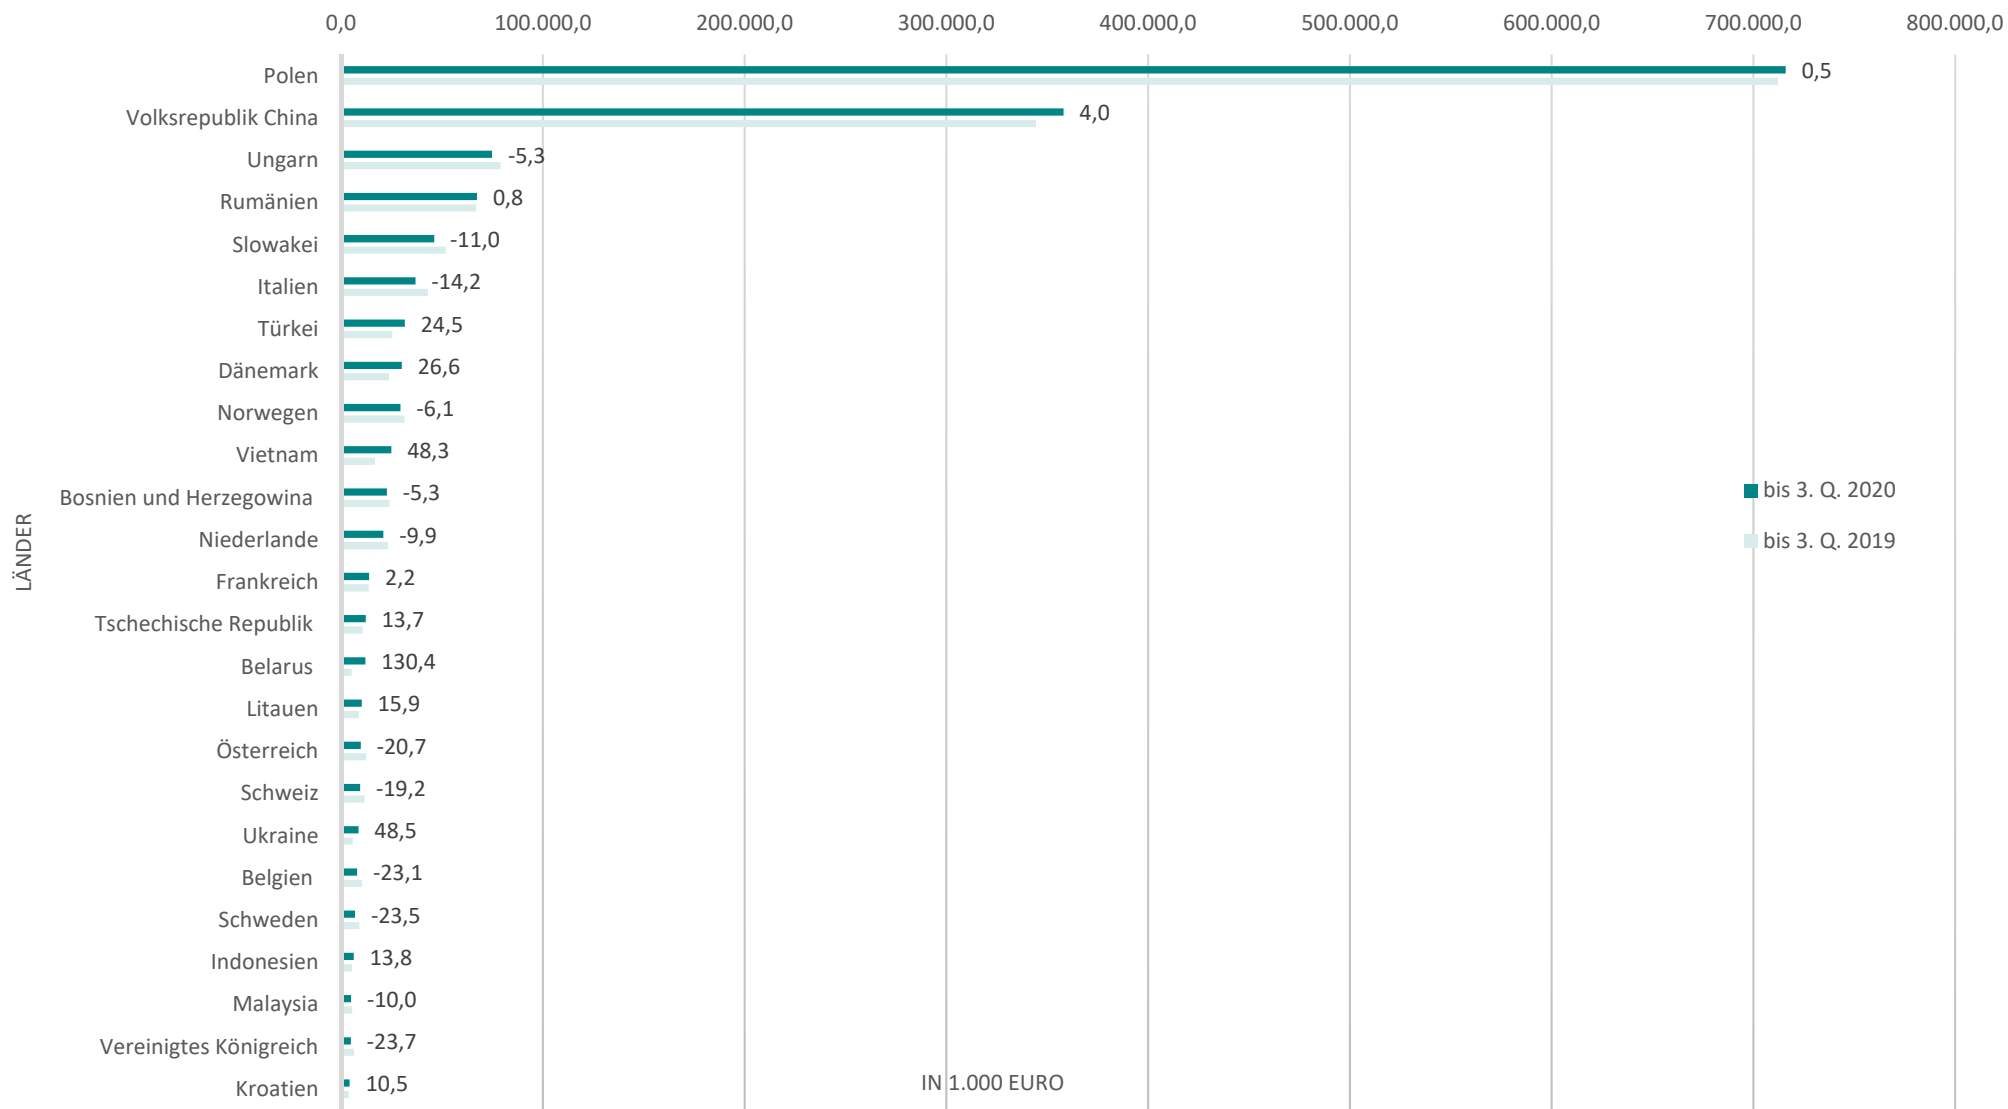 0,0 100.000,0 200.000,0 300.000,0 400.000,0 500.000,0 600.000,0 700.000,0 800.000,0
Polen 0,5
Volksrepublik China 4,0
Ungarn -5,3
Rumänien 0,8
Slowakei -11,0
Italien -14,2
Türkei 24,5
Dänemark 26,6
Norwegen -6,1
Vietnam 48,3
Bosnien und Herzegowina -5,3
bis 3. Q. 2020
Niederlande -9,9
bis 3. Q. 2019
LÄNDER
Frankreich 2,2
Tschechische Republik 13,7
Belarus 130,4
Litauen 15,9
Österreich -20,7
Schweiz -19,2
Ukraine 48,5
Belgien -23,1
Schweden -23,5
Indonesien 13,8
Malaysia -10,0
Vereinigtes Königreich -23,7
Kroatien 10,5
IN 1.000 EURO